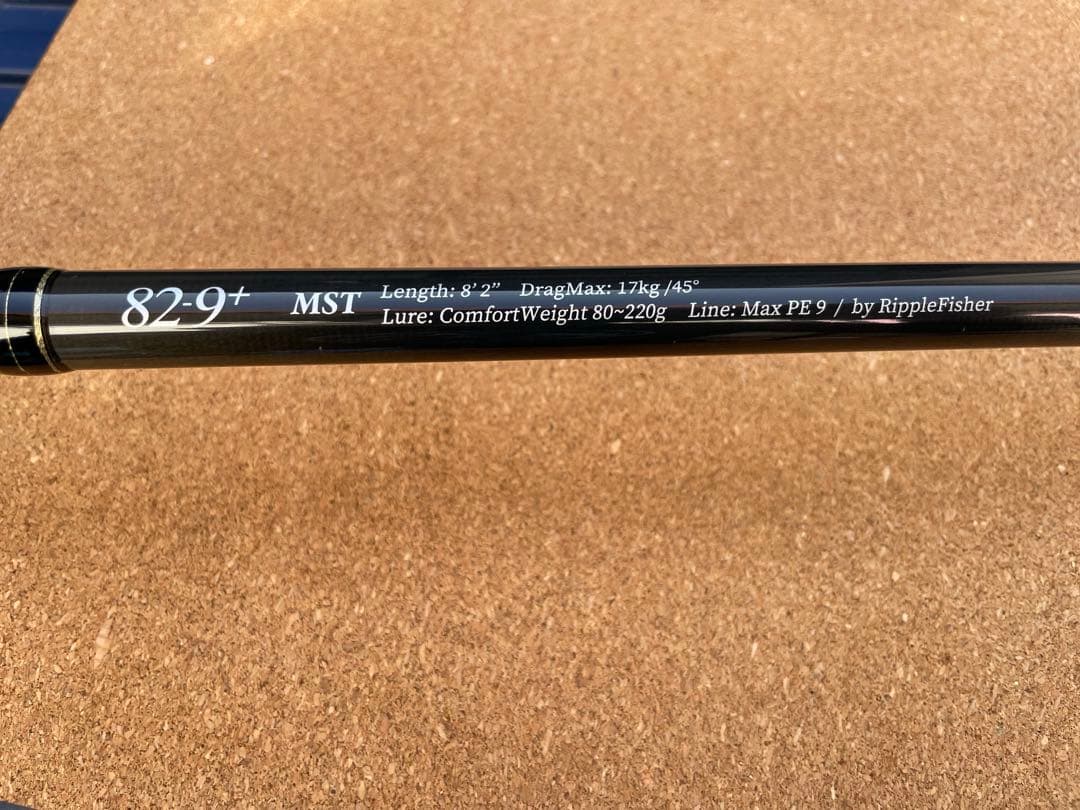 82-9+ MST
Length: 8' 2” DragMax: 17kg /45°
Lure: ComfortWeight 80~220g Line: Max PE 9 / by RippleFisher